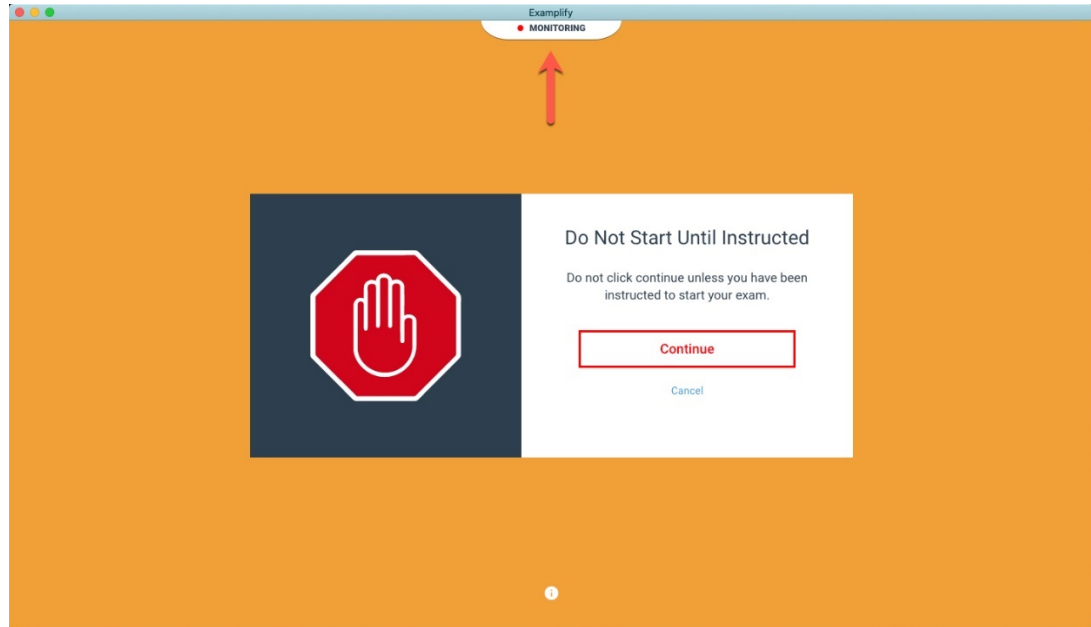 Examplify
MONITORING
Do Not Start Until Instructed
Do not click continue unless you have been
instructed to start your exam.
Continue
Cancel